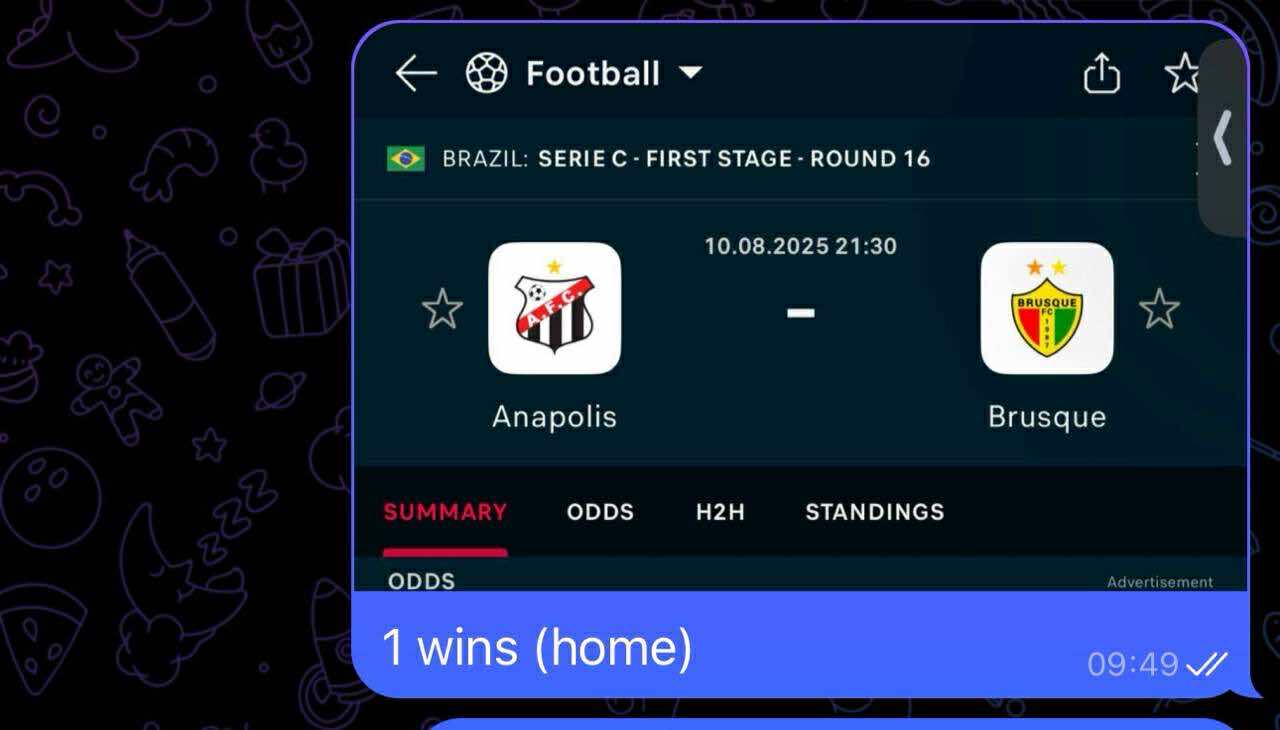 Football
BRAZIL: SERIE C - FIRST STAGE - ROUND 16
10.08.2025 21:30
-
A.F.C.
BRUSQUE
FC
1987
Anapolis
Brusque
SUMMARY ODDS H2H STANDINGS
ODDS
Advertisement
1 wins (home)
09:49